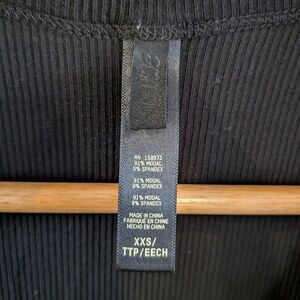 RN 158973
91% MODAL
9% SPANDEX
91% MODAL
9% SPANDEX
91% MODAL
9% SPANDEX
MADE IN CHINA
FABRIQUÉ EN CHINE
HECHO EN CHINA
XXS/
TTP/EECH